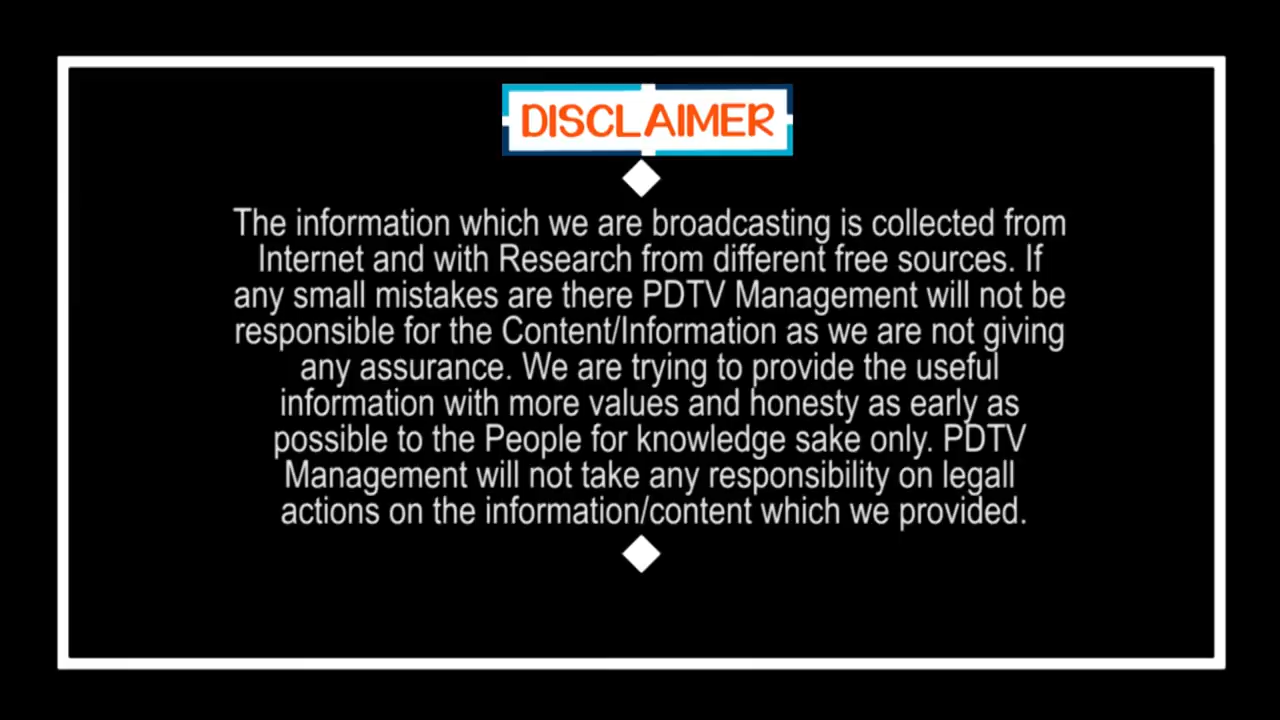 DISCLAIMER
The information which we are broadcasting is collected from
Internet and with Research from different free sources. If
any small mistakes are there PDTV Management will not be
responsible for the Content/Information as we are not giving
any assurance. We are trying to provide the useful
information with more values and honesty as early as
possible to the People for knowledge sake only. PDTV
Management will not take any responsibility on legall
actions on the information/content which we provided.